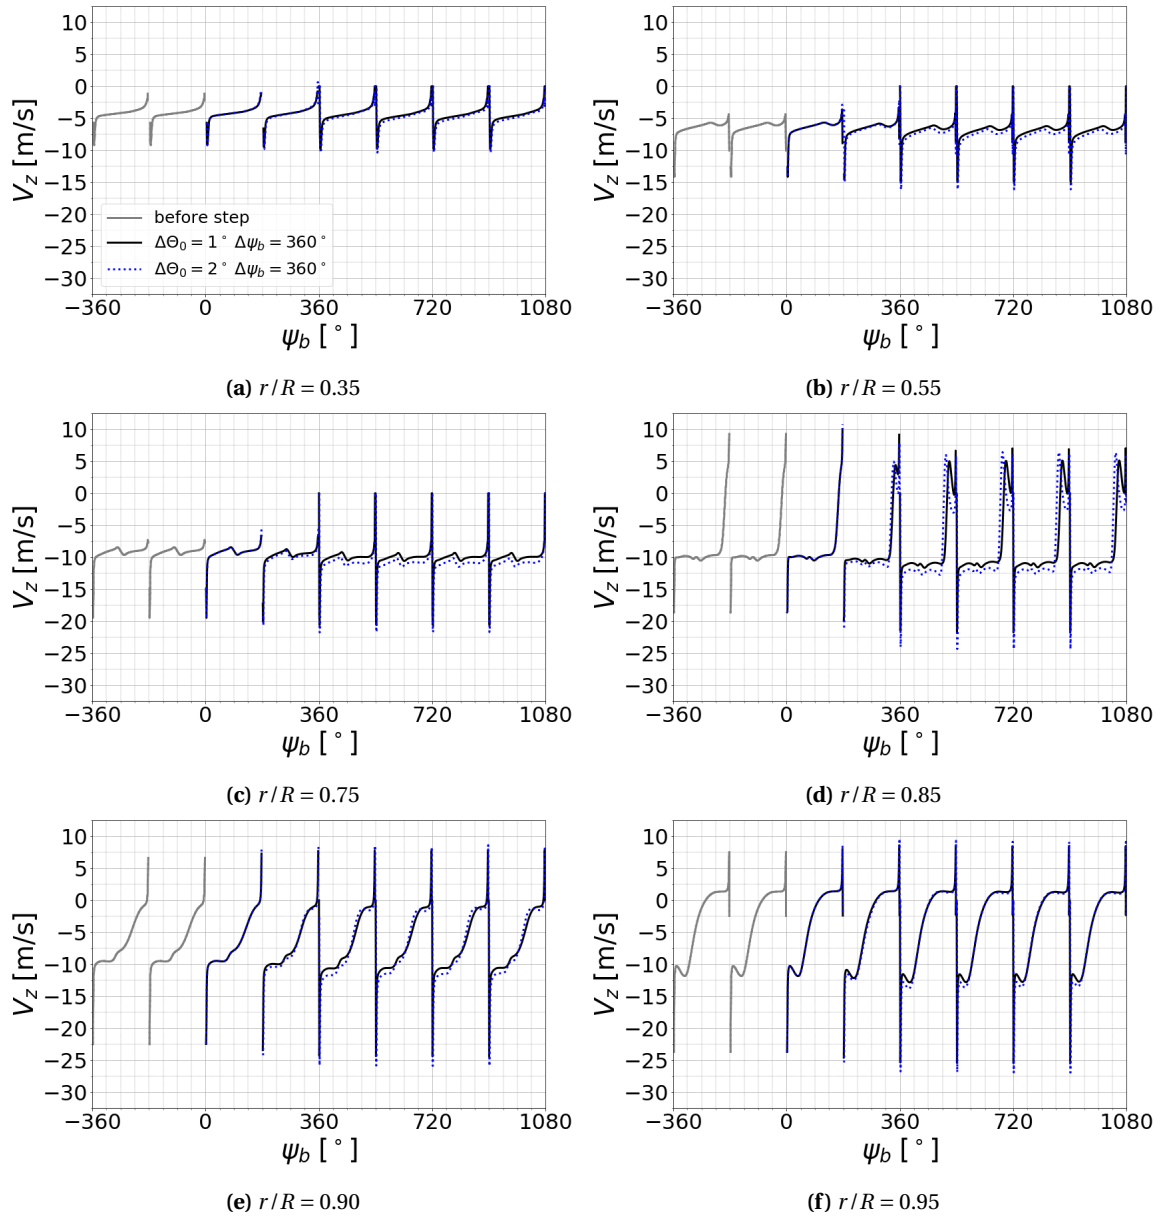 10
5
0
−5
−10
−15
−20
−25
−30
V_z [m/s]
before step
ΔΘ₀ = 1° Δψ_b = 360°
ΔΘ₀ = 2° Δψ_b = 360°
−360 0 360 720 1080
ψ_b [°]
(a) r/R = 0.35
10
5
0
−5
−10
−15
−20
−25
−30
V_z [m/s]
−360 0 360 720 1080
ψ_b [°]
(b) r/R = 0.55
10
5
0
−5
−10
−15
−20
−25
−30
V_z [m/s]
−360 0 360 720 1080
ψ_b [°]
(c) r/R = 0.75
10
5
0
−5
−10
−15
−20
−25
−30
V_z [m/s]
−360 0 360 720 1080
ψ_b [°]
(d) r/R = 0.85
10
5
0
−5
−10
−15
−20
−25
−30
V_z [m/s]
−360 0 360 720 1080
ψ_b [°]
(e) r/R = 0.90
10
5
0
−5
−10
−15
−20
−25
−30
V_z [m/s]
−360 0 360 720 1080
ψ_b [°]
(f) r/R = 0.95